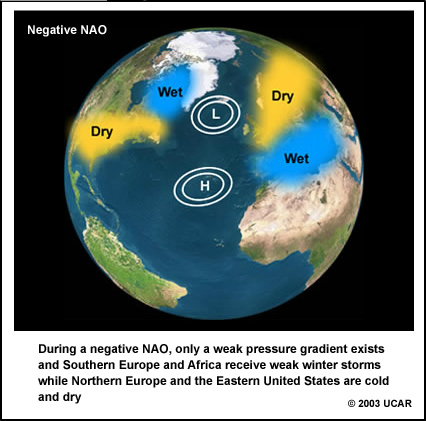 Negative NAO
Wet
Dry
L
Dry
Wet
H
During a negative NAO, only a weak pressure gradient exists
and Southern Europe and Africa receive weak winter storms
while Northern Europe and the Eastern United States are cold
and dry
© 2003 UCAR